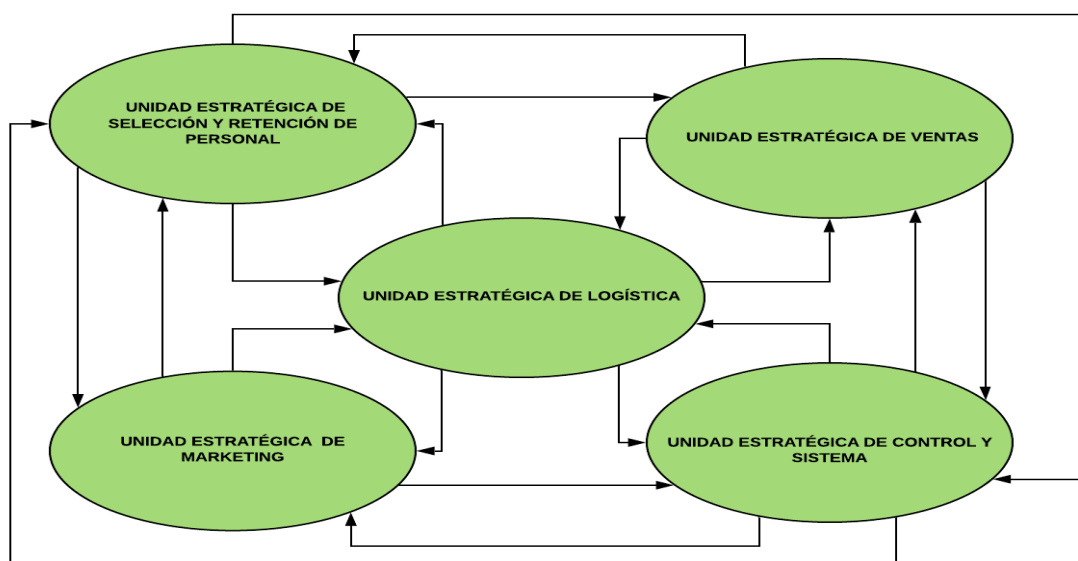 UNIDAD ESTRATÉGICA DE
SELECCIÓN Y RETENCIÓN DE
PERSONAL
UNIDAD ESTRATÉGICA DE VENTAS
UNIDAD ESTRATÉGICA DE LOGÍSTICA
UNIDAD ESTRATÉGICA DE
MARKETING
UNIDAD ESTRATÉGICA DE CONTROL Y
SISTEMA